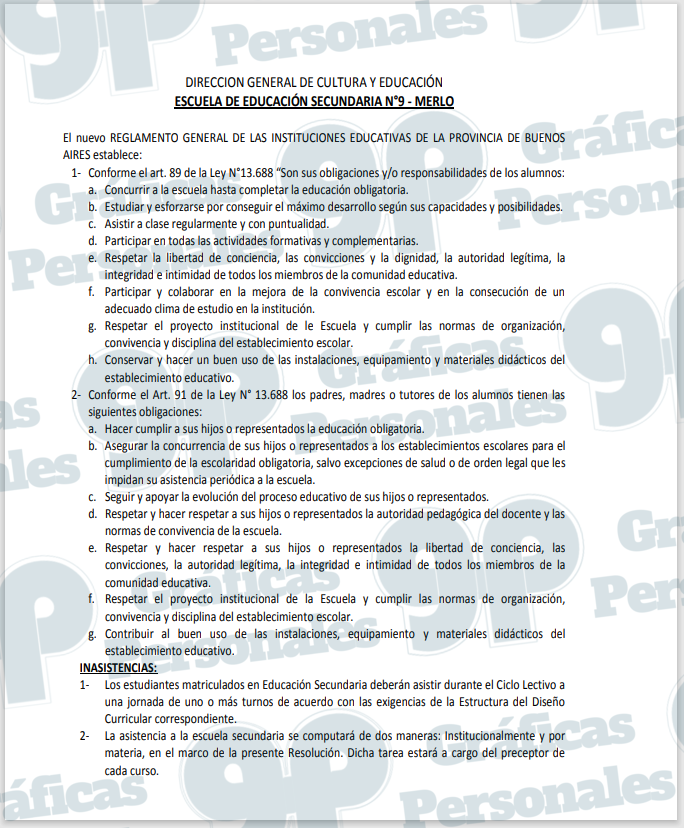 DIRECCION GENERAL DE CULTURA Y EDUCACIÓN
ESCUELA DE EDUCACIÓN SECUNDARIA N°9 - MERLO
El nuevo REGLAMENTO GENERAL DE LAS INSTITUCIONES EDUCATIVAS DE LA PROVINCIA DE BUENOS
AIRES establece:
1- Conforme el art. 89 de la Ley N°13.688 “Son sus obligaciones y/o responsabilidades de los alumnos:
a. Concurrir a la escuela hasta completar la educación obligatoria.
b. Estudiar y esforzarse por conseguir el máximo desarrollo según sus capacidades y posibilidades.
c. Asistir a clase regularmente y con puntualidad.
d. Participar en todas las actividades formativas y complementarias.
e. Respetar la libertad de conciencia, las convicciones y la dignidad, la autoridad legítima, la
integridad e intimidad de todos los miembros de la comunidad educativa.
f. Participar y colaborar en la mejora de la convivencia escolar y en la consecución de un
adecuado clima de estudio en la institución.
g. Respetar el proyecto institucional de le Escuela y cumplir las normas de organización,
convivencia y disciplina del establecimiento escolar.
h. Conservar y hacer un buen uso de las instalaciones, equipamiento y materiales didácticos del
establecimiento educativo.
2- Conforme el Art. 91 de la Ley N° 13.688 los padres, madres o tutores de los alumnos tienen las
siguientes obligaciones:
a. Hacer cumplir a sus hijos o representados la educación obligatoria.
b. Asegurar la concurrencia de sus hijos o representados a los establecimientos escolares para el
cumplimiento de la escolaridad obligatoria, salvo excepciones de salud o de orden legal que les
impidan su asistencia periódica a la escuela.
c. Seguir y apoyar la evolución del proceso educativo de sus hijos o representados.
d. Respetar y hacer respetar a sus hijos o representados la autoridad pedagógica del docente y las
normas de convivencia de la escuela.
e. Respetar y hacer respetar a sus hijos o representados la libertad de conciencia, las
convicciones, la autoridad legítima, la integridad e intimidad de todos los miembros de la
comunidad educativa.
f. Respetar el proyecto institucional de la Escuela y cumplir las normas de organización,
convivencia y disciplina del establecimiento escolar.
g. Contribuir al buen uso de las instalaciones, equipamiento y materiales didácticos del
establecimiento educativo.
INASISTENCIAS:
1- Los estudiantes matriculados en Educación Secundaria deberán asistir durante el Ciclo Lectivo a
una jornada de uno o más turnos de acuerdo con las exigencias de la Estructura del Diseño
Curricular correspondiente.
2- La asistencia a la escuela secundaria se computará de dos maneras: Institucionalmente y por
materia, en el marco de la presente Resolución. Dicha tarea estará a cargo del preceptor de
cada curso.
gp Gráficas Personales